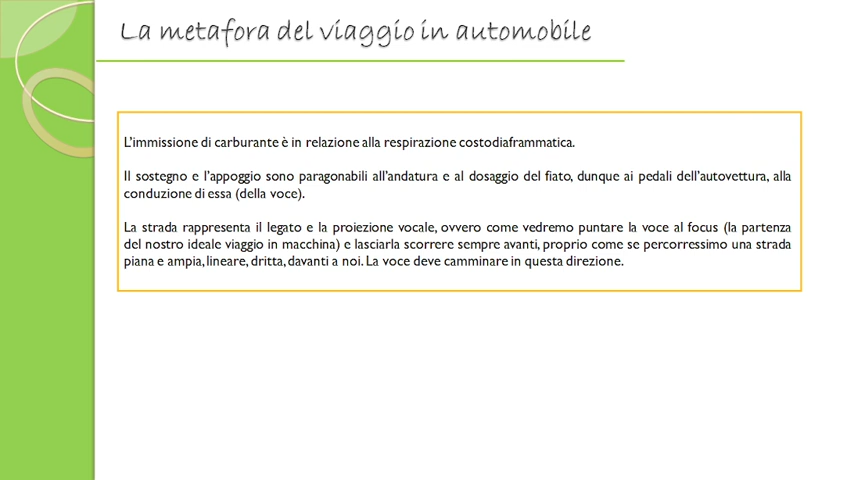 La metafora del viaggio in automobile
L'immissione di carburante è in relazione alla respirazione costodiaframmatica.
Il sostegno e l'appoggio sono paragonabili all'andatura e al dosaggio del fiato, dunque ai pedali dell'autovettura, alla
conduzione di essa (della voce).
La strada rappresenta il legato e la proiezione vocale, ovvero come vedremo puntare la voce al focus (la partenza
del nostro ideale viaggio in macchina) e lasciarla scorrere sempre avanti, proprio come se percorressimo una strada
piana e ampia, lineare, dritta, davanti a noi. La voce deve camminare in questa direzione.